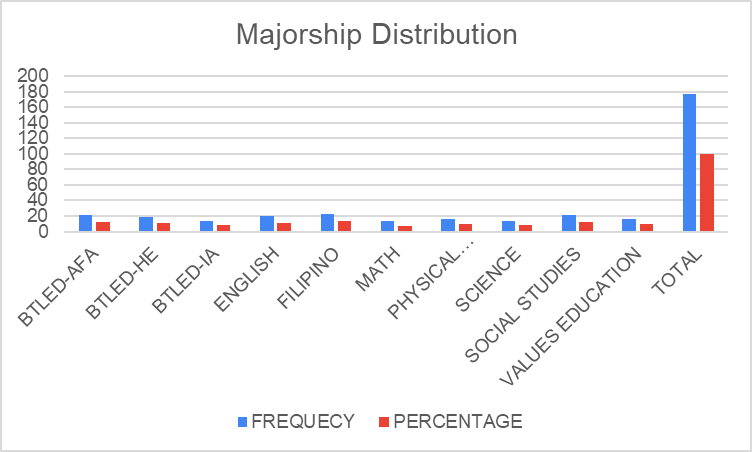 Majorship Distribution
200
180
160
140
120
100
80
60
40
20
0
BTLED-AFA
BTLED-HE
BTLED-IA
ENGLISH
FILIPINO
MATH
PHYSICAL…
SCIENCE
SOCIAL STUDIES
VALUES EDUCATION
TOTAL
FREQUECY PERCENTAGE